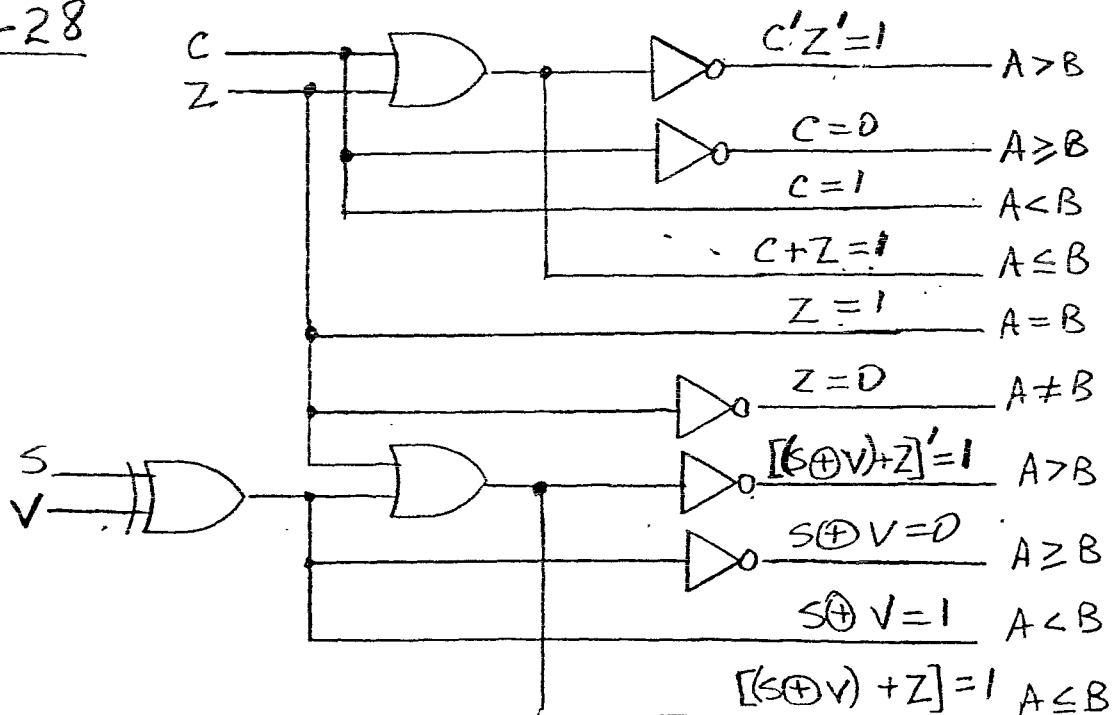 -28
C
Z
C'Z'=1 A>B
C=0 A≥B
C=1 A<B
C+Z=1 A≤B
Z=1 A=B
Z=0 A≠B
S
V
[(S⊕V)+Z]'=1 A>B
S⊕V=0 A≥B
S⊕V=1 A<B
[(S⊕V)+Z]=1 A≤B